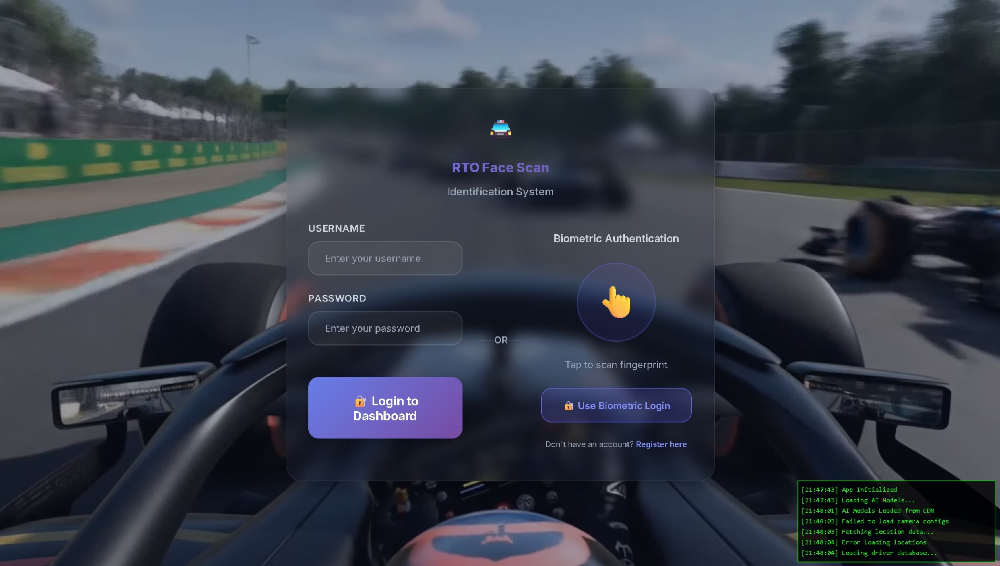 RTO Face Scan
Identification System
USERNAME
Enter your username
PASSWORD
Enter your password
Login to
Dashboard
OR
Biometric Authentication
Tap to scan fingerprint
Use Biometric Login
Don't have an account? Register here
[21:47:43] App Initialized
[21:47:43] Loading AI Models...
[21:48:01] AI Models Loaded from CDN
[21:48:03] Failed to load camera configs
[21:48:03] Fetching location data...
[21:48:04] Error loading locations
[21:48:04] Loading driver database...